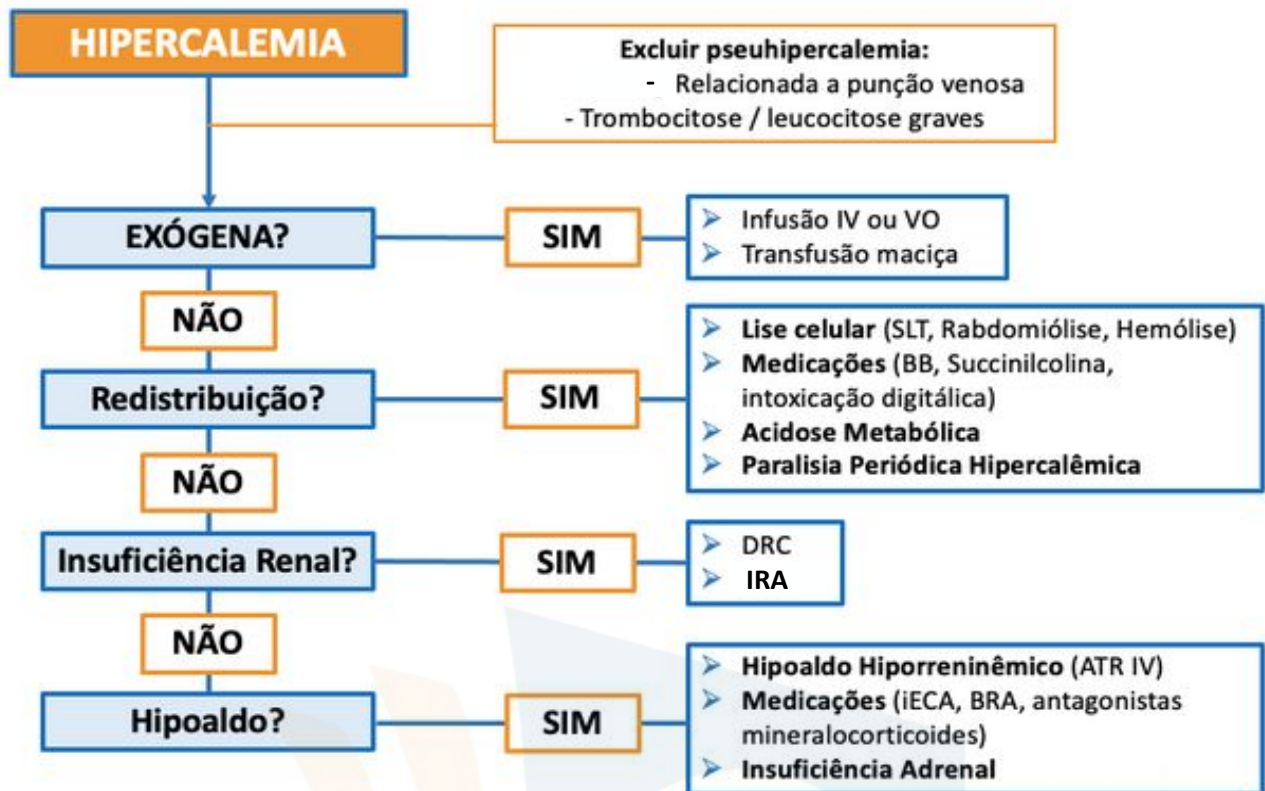 HIPERCALEMIA
Excluir pseuhipercalemia:
- Relacionada a punção venosa
- Trombocitose / leucocitose graves
EXÓGENA?
SIM
➢ Infusão IV ou VO
➢ Transfusão maciça
NÃO
Redistribuição?
SIM
➢ Lise celular (SLT, Rabdomiólise, Hemólise)
➢ Medicações (BB, Succinilcolina,
intoxicação digitálica)
➢ Acidose Metabólica
➢ Paralisia Periódica Hipercalêmica
NÃO
Insuficiência Renal?
SIM
➢ DRC
➢ IRA
NÃO
Hipoaldo?
SIM
➢ Hipoaldo Hiporreninêmico (ATR IV)
➢ Medicações (iECA, BRA, antagonistas
mineralocorticoides)
➢ Insuficiência Adrenal